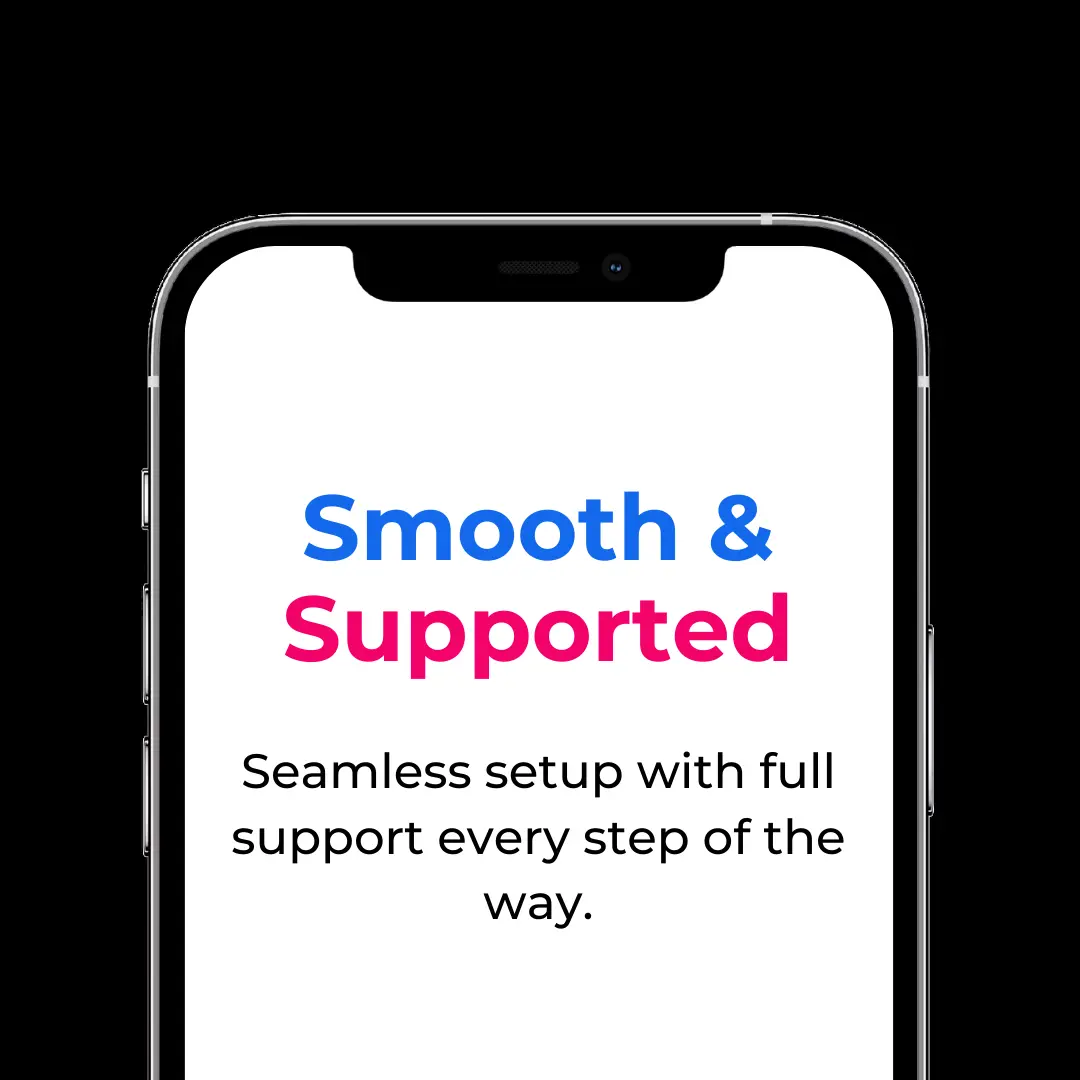 Smooth &
Supported
Seamless setup with full
support every step of the
way.